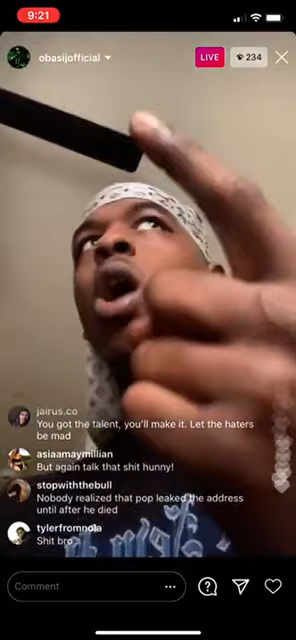 9:21
obasijofficial
LIVE
234
jairus.co
You got the talent, you'll make it. Let the haters
be mad
asiaamaymillian
But again talk that shit hunny!
stopwiththebull
Nobody realized that pop leaked the address
until after he died
tylerfromnola
Shit bro
Comment